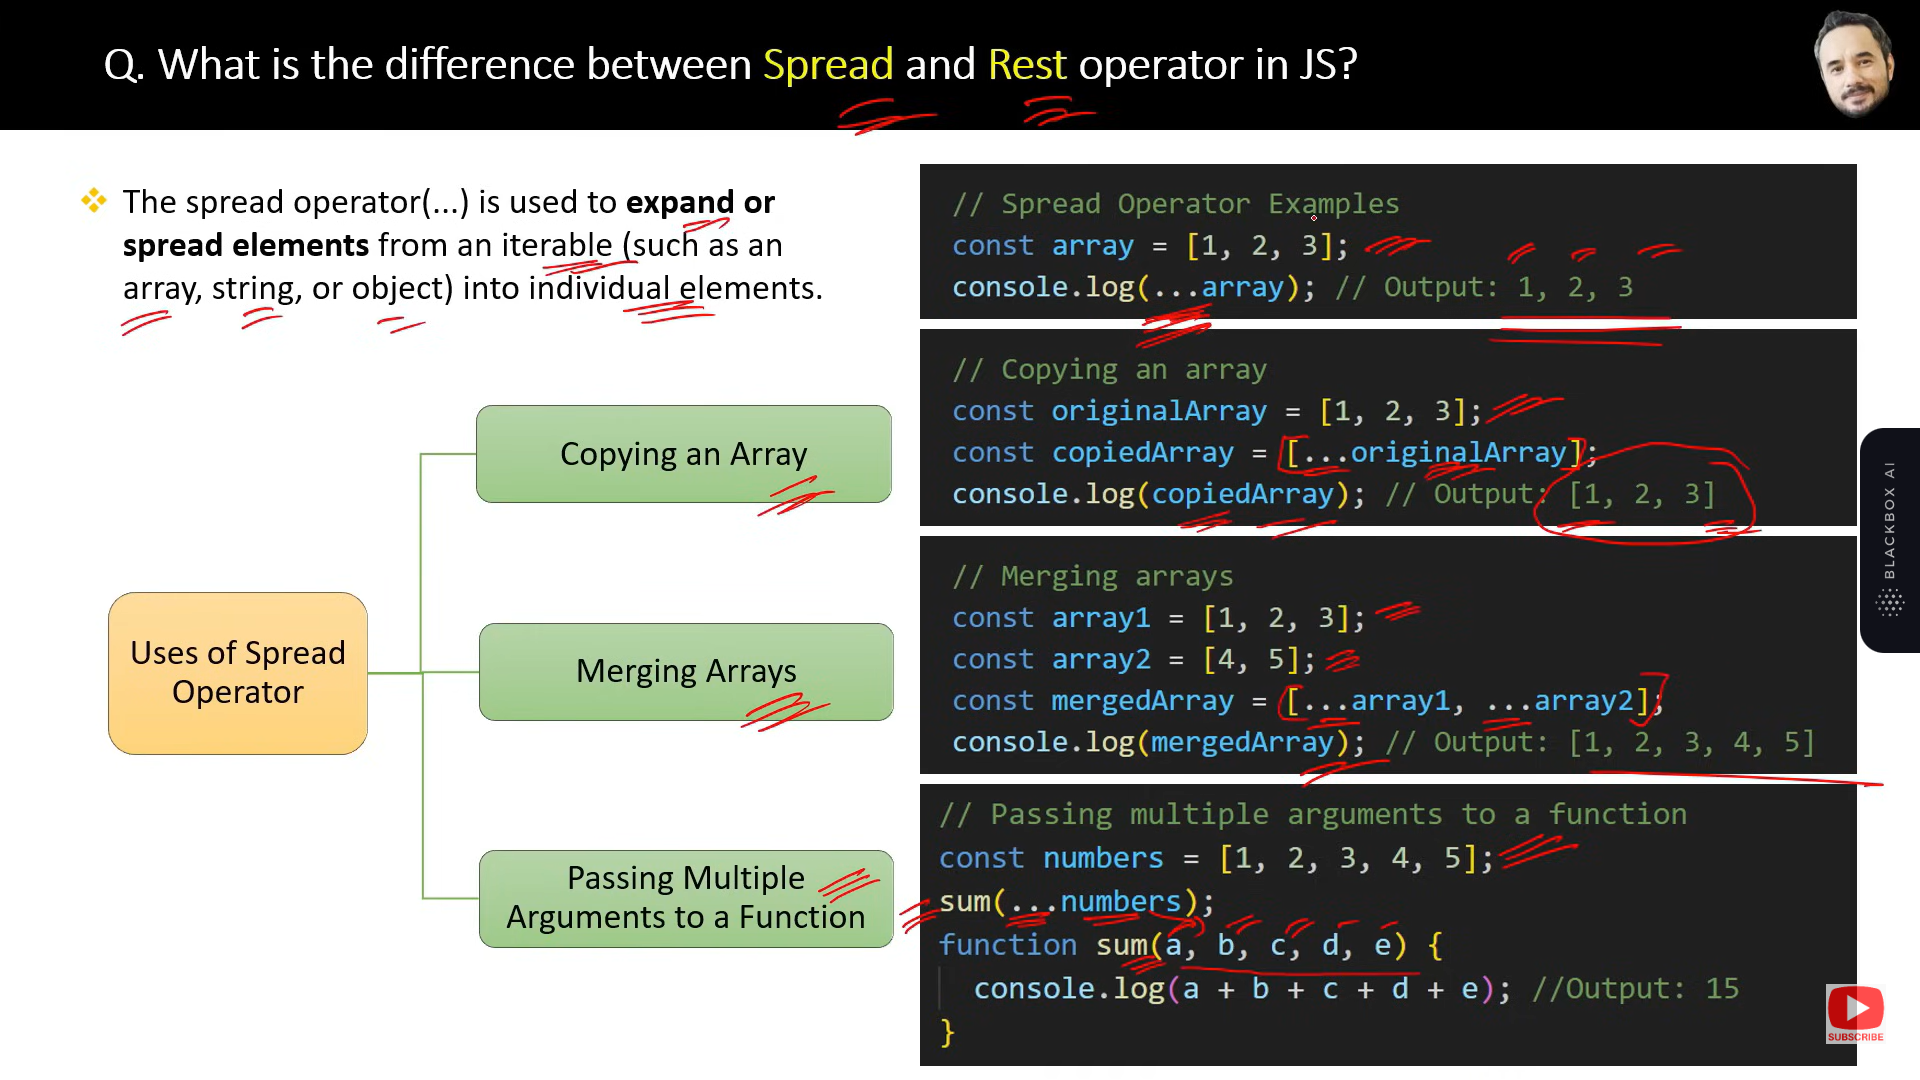 Q. What is the difference between Spread and Rest operator in JS?
The spread operator(...) is used to expand or
spread elements from an iterable (such as an
array, string, or object) into individual elements.
Uses of Spread
Operator
Copying an Array
Merging Arrays
Passing Multiple
Arguments to a Function
// Spread Operator Examples
const array = [1, 2, 3];
console.log(...array); // Output: 1, 2, 3
// Copying an array
const originalArray = [1, 2, 3];
const copiedArray = [...originalArray];
console.log(copiedArray); // Output: [1, 2, 3]
// Merging arrays
const array1 = [1, 2, 3];
const array2 = [4, 5];
const mergedArray = [...array1, ...array2];
console.log(mergedArray); // Output: [1, 2, 3, 4, 5]
// Passing multiple arguments to a function
const numbers = [1, 2, 3, 4, 5];
sum(...numbers);
function sum(a, b, c, d, e) {
console.log(a + b + c + d + e); //Output: 15
}
BLACKBOX AI
SUBSCRIBE